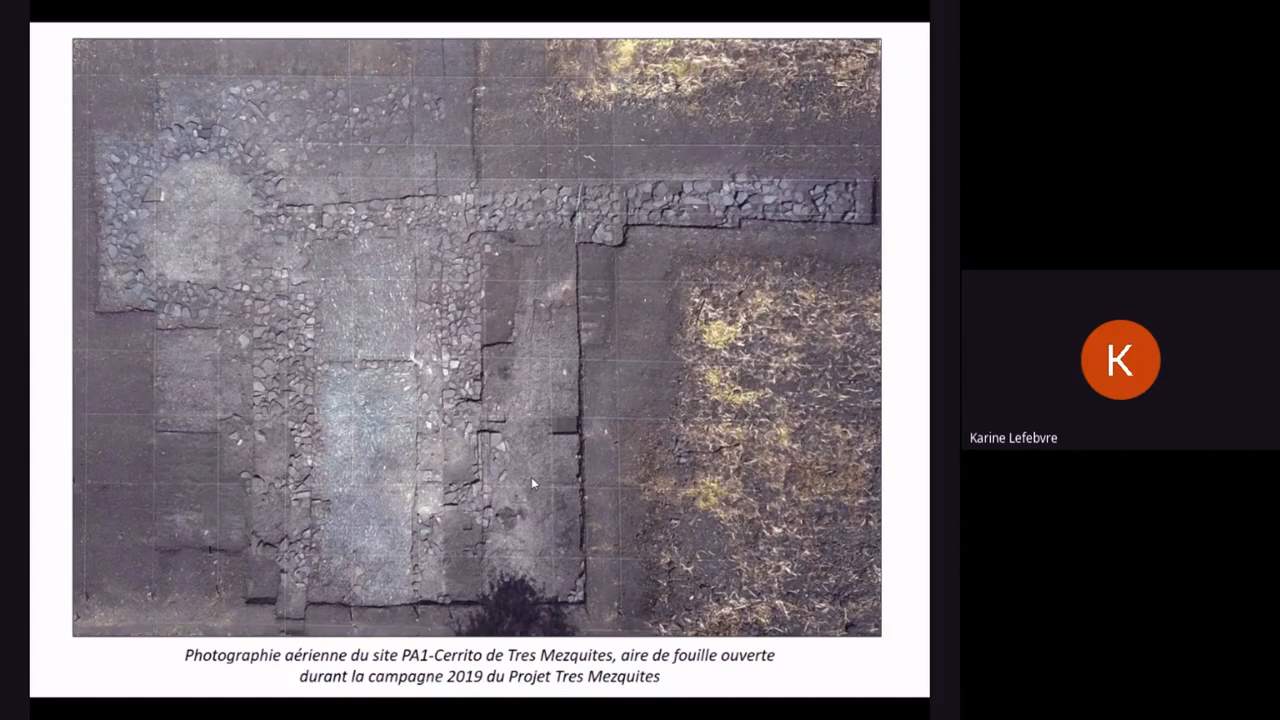 Photographie aérienne du site PA1-Cerrito de Tres Mezquites, aire de fouille ouverte
durant la campagne 2019 du Projet Tres Mezquites
K
Karine Lefebvre